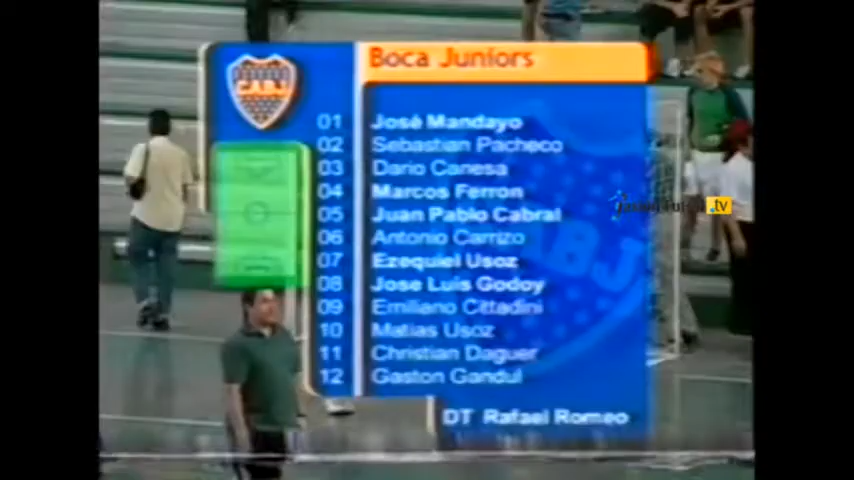 Boca Juniors
CABJ
01 José Mandayo
02 Sebastian Pacheco
03 Dario Canesa
04 Marcos Ferron
05 Juan Pablo Cabral
06 Antonio Carrizo
07 Ezequiel Usoz
08 Jose Luis Godoy
09 Emiliano Cittadini
10 Matias Usoz
11 Christian Daguer
12 Gaston Gandul
DT Rafael Romeo
.tv